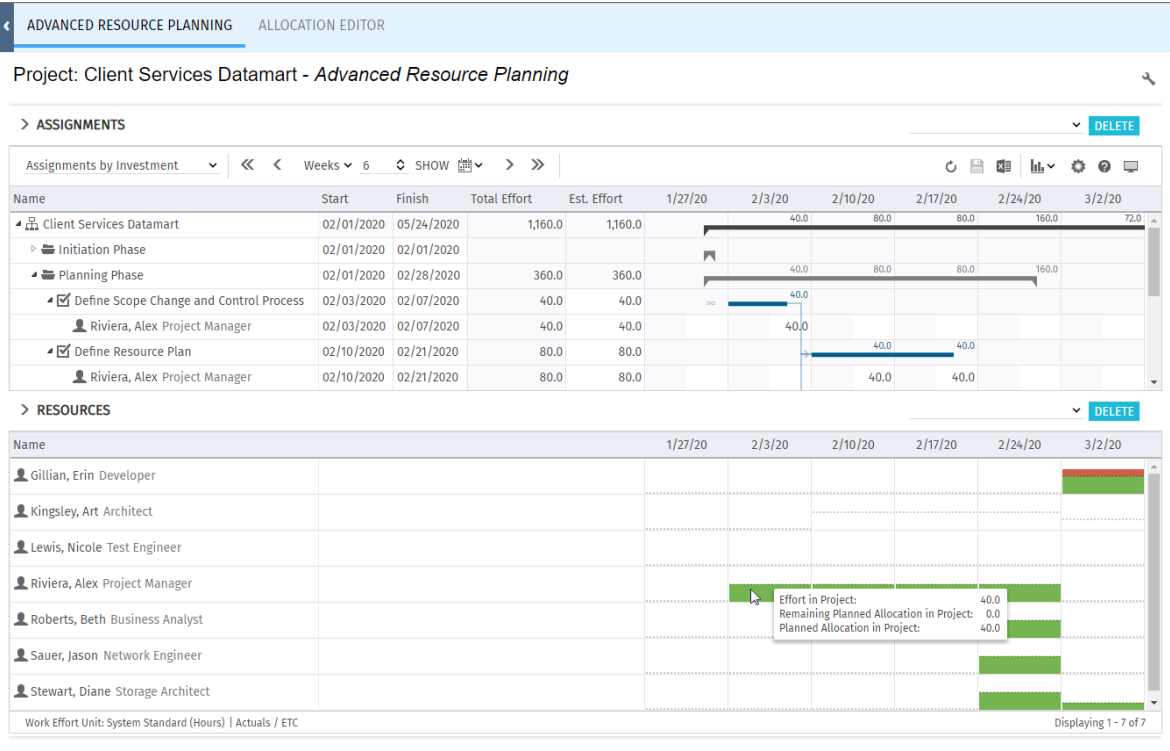 ADVANCED RESOURCE PLANNING ALLOCATION EDITOR
Project: Client Services Datamart - Advanced Resource Planning
ASSIGNMENTS DELETE
Assignments by Investment Weeks 6 SHOW
Name Start Finish Total Effort Est. Effort 1/27/20 2/3/20 2/10/20 2/17/20 2/24/20 3/2/20
Client Services Datamart 02/01/2020 05/24/2020 1,160.0 1,160.0 40.0 80.0 80.0 160.0 72.0
Initiation Phase 02/01/2020 02/01/2020
Planning Phase 02/01/2020 02/28/2020 360.0 360.0 40.0 80.0 80.0 160.0
Define Scope Change and Control Process 02/03/2020 02/07/2020 40.0 40.0 40.0
Riviera, Alex Project Manager 02/03/2020 02/07/2020 40.0 40.0 40.0
Define Resource Plan 02/10/2020 02/21/2020 80.0 80.0 40.0 40.0
Riviera, Alex Project Manager 02/10/2020 02/21/2020 80.0 80.0 40.0 40.0
RESOURCES DELETE
Name 1/27/20 2/3/20 2/10/20 2/17/20 2/24/20 3/2/20
Gillian, Erin Developer
Kingsley, Art Architect
Lewis, Nicole Test Engineer
Riviera, Alex Project Manager
Effort in Project: 40.0
Remaining Planned Allocation in Project: 0.0
Planned Allocation in Project: 40.0
Roberts, Beth Business Analyst
Sauer, Jason Network Engineer
Stewart, Diane Storage Architect
Work Effort Unit: System Standard (Hours) | Actuals / ETC Displaying 1 - 7 of 7